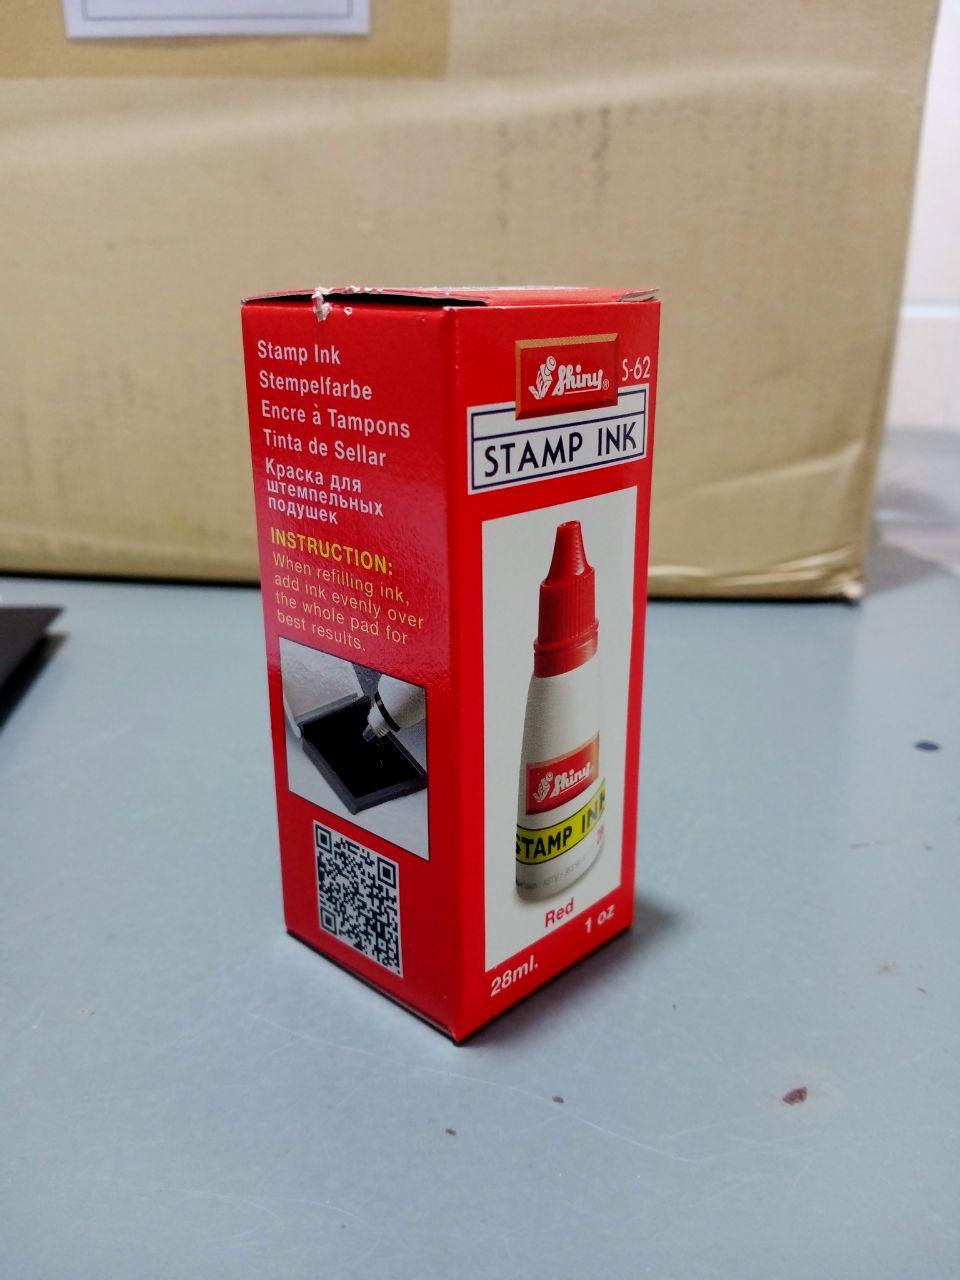 Stamp Ink
Stempelfarbe
Encre à Tampons
Tinta de Sellar
Краска для
штемпельных
подушек
INSTRUCTION:
When refilling ink,
add ink evenly over
the whole pad for
best results.
Shiny®
S-62
STAMP INK
Shiny
STAMP INK
Red
1 oz
28ml.